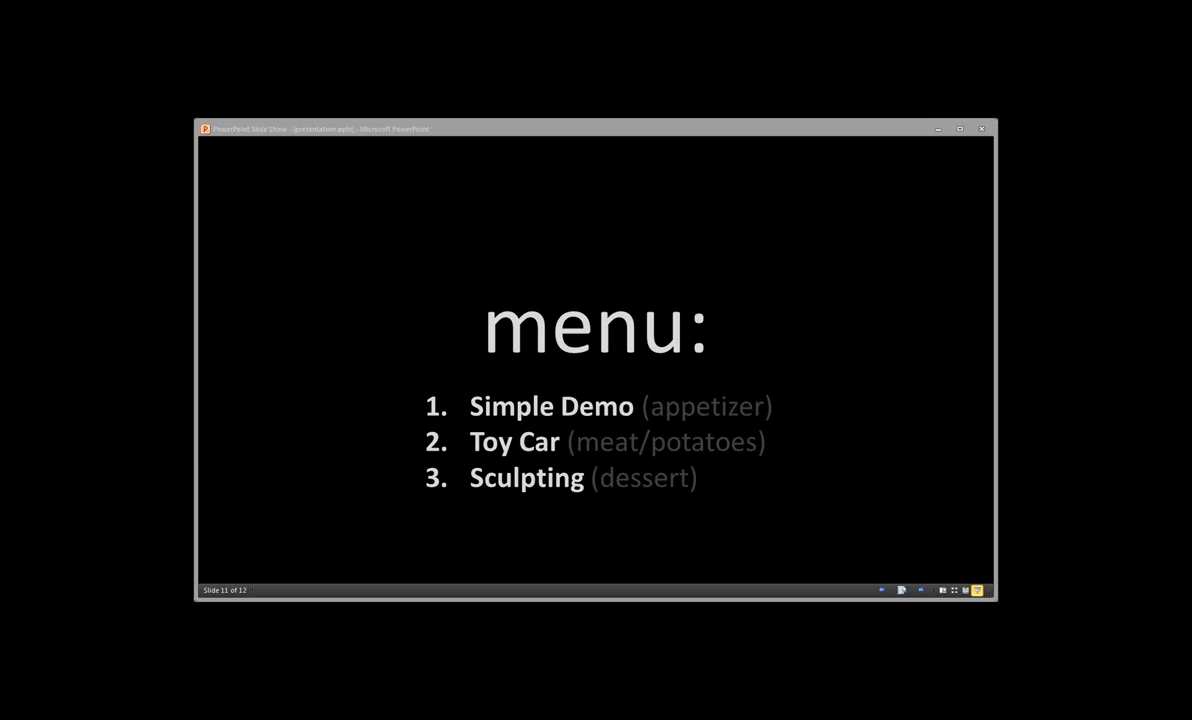 PowerPoint Slide Show - [presentation.pptx] - Microsoft PowerPoint
menu:
1. Simple Demo (appetizer)
2. Toy Car (meat/potatoes)
3. Sculpting (dessert)
Slide 11 of 12